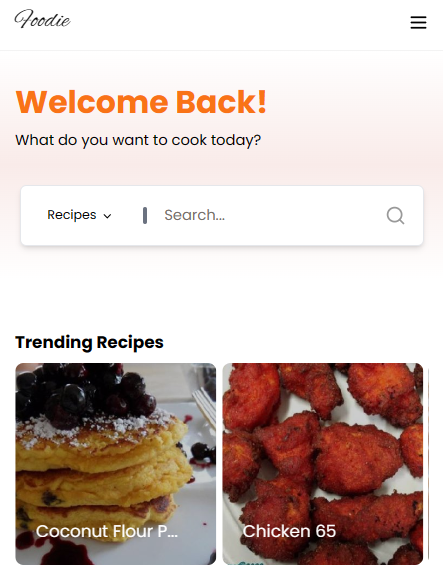 Foodie
Welcome Back!
What do you want to cook today?
Recipes
Search...
Trending Recipes
Coconut Flour P...
Chicken 65